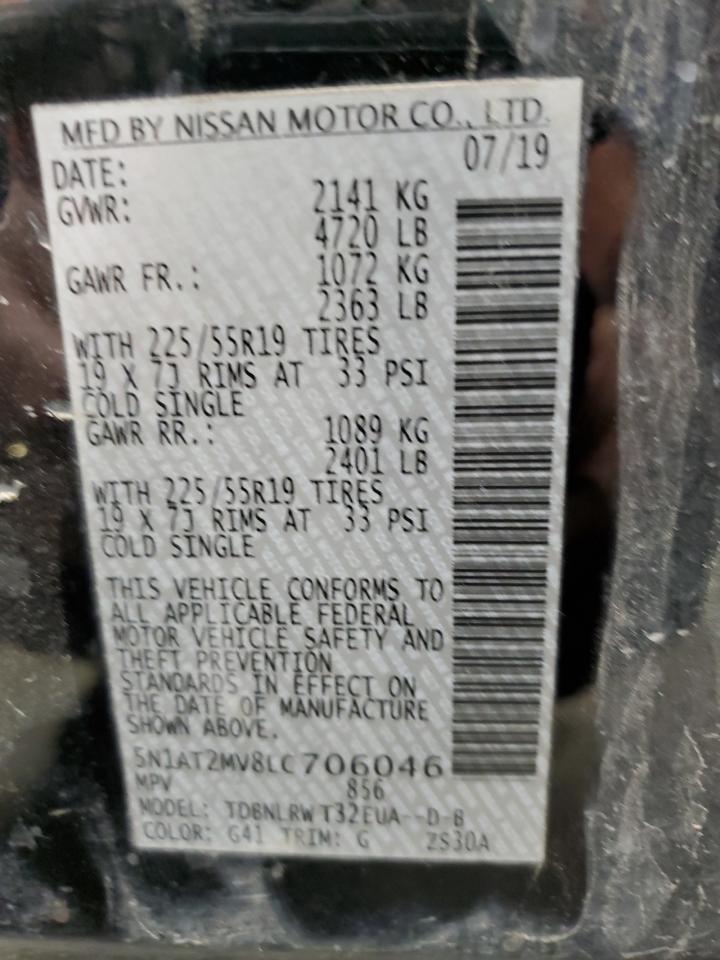 MFD BY NISSAN MOTOR CO., LTD.
DATE: 07/19
GVWR: 2141 KG
4720 LB
GAWR FR.: 1072 KG
2363 LB
WITH 225/55R19 TIRES
19 X 7J RIMS AT 33 PSI
COLD SINGLE
GAWR RR.: 1089 KG
2401 LB
WITH 225/55R19 TIRES
19 X 7J RIMS AT 33 PSI
COLD SINGLE
THIS VEHICLE CONFORMS TO
ALL APPLICABLE FEDERAL
MOTOR VEHICLE SAFETY AND
THEFT PREVENTION
STANDARDS IN EFFECT ON
THE DATE OF MANUFACTURE
SHOWN ABOVE.
5N1AT2MV8LC706046
MPV 856
MODEL: TDBNLRW T32EUA--D-B
COLOR: G41 TRIM: G ZS30A